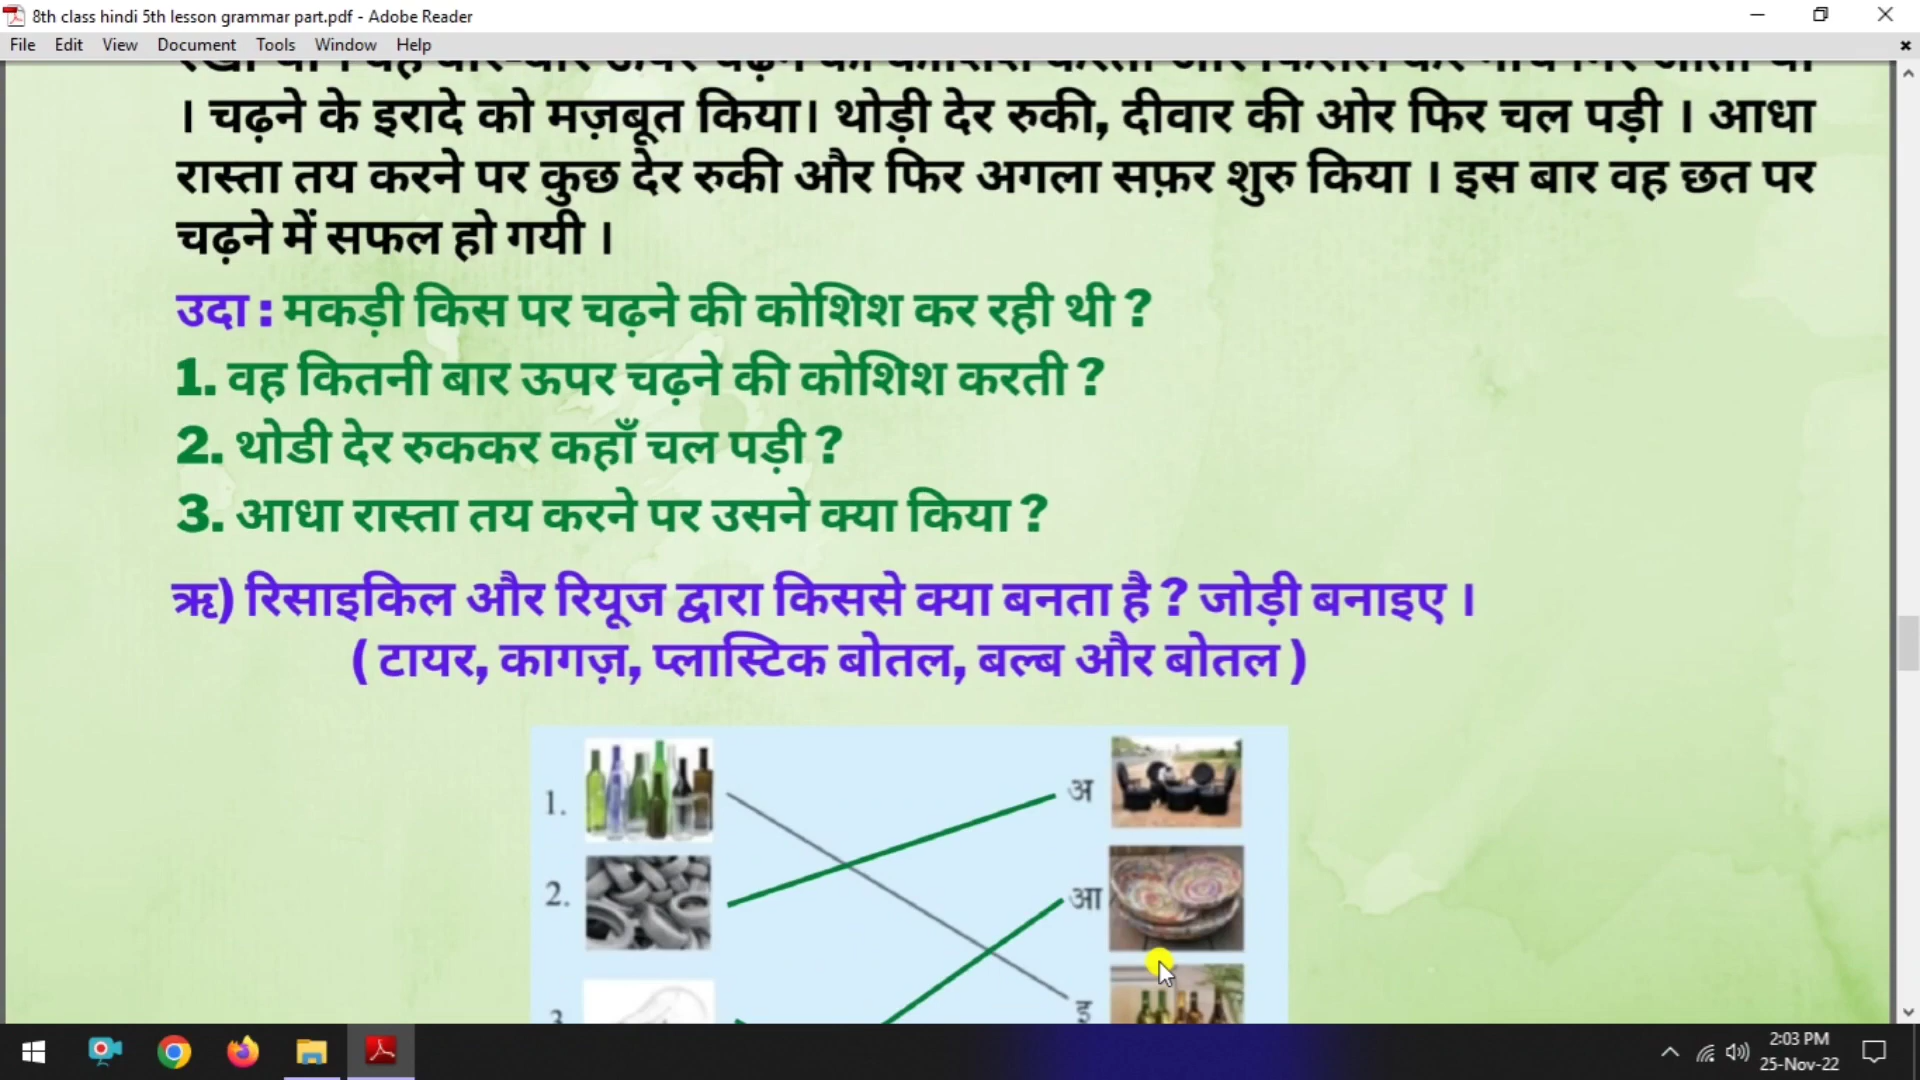 8th class hindi 5th lesson grammar part.pdf - Adobe Reader
File Edit View Document Tools Window Help
। चढ़ने के इरादे को मज़बूत किया। थोड़ी देर रुकी, दीवार की ओर फिर चल पड़ी । आधा
रास्ता तय करने पर कुछ देर रुकी और फिर अगला सफ़र शुरु किया । इस बार वह छत पर
चढ़ने में सफल हो गयी ।
उदा : मकड़ी किस पर चढ़ने की कोशिश कर रही थी ?
1. वह कितनी बार ऊपर चढ़ने की कोशिश करती ?
2. थोडी देर रुककर कहाँ चल पड़ी ?
3. आधा रास्ता तय करने पर उसने क्या किया ?
ऋ) रिसाइकिल और रियूज द्वारा किससे क्या बनता है ? जोड़ी बनाइए ।
( टायर, कागज़, प्लास्टिक बोतल, बल्ब और बोतल )
1. अ
2. आ
3 इ
2:03 PM
25-Nov-22